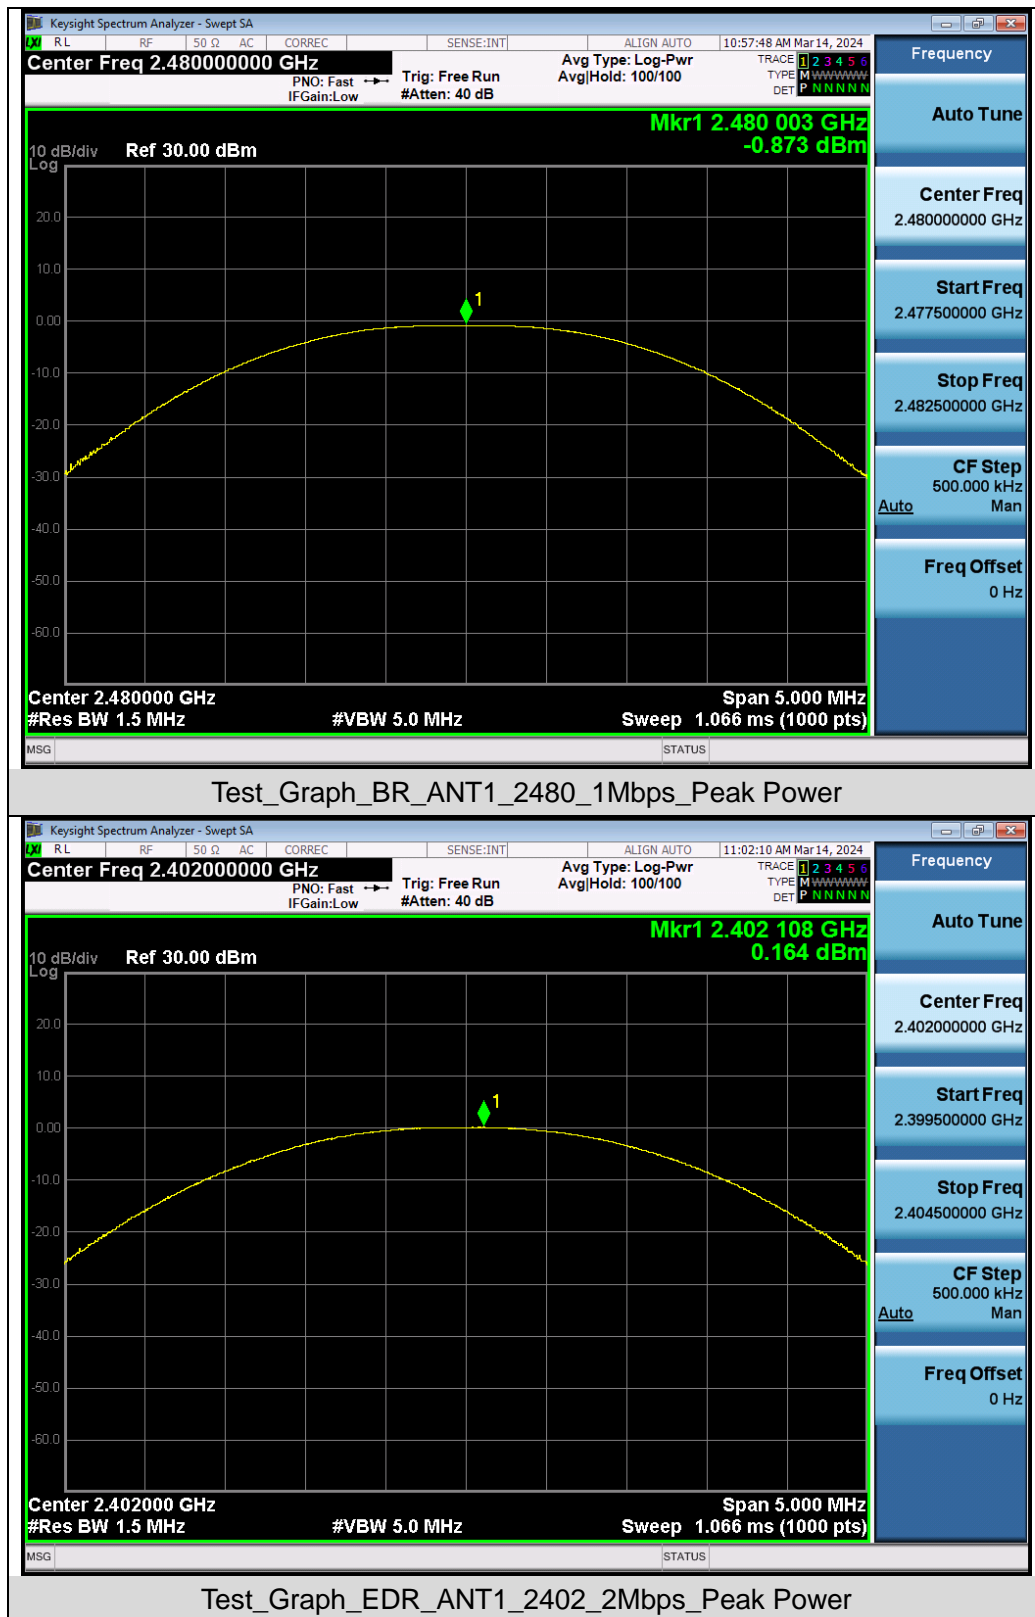 Keysight Spectrum Analyzer - Swept SA
LXI RL RF 50 Ω AC CORREC SENSE:INT ALIGN AUTO 10:57:48 AM Mar 14, 2024
Center Freq 2.480000000 GHz
PNO: Fast
IFGain:Low
Trig: Free Run
#Atten: 40 dB
Avg Type: Log-Pwr
Avg|Hold: 100/100
TRACE 1 2 3 4 5 6
TYPE M WWWWW
DET P N N N N N
Mkr1 2.480 003 GHz
-0.873 dBm
10 dB/div Ref 30.00 dBm
Log
20.0
10.0
0.00
1
-10.0
-20.0
-30.0
-40.0
-50.0
-60.0
Center 2.480000 GHz Span 5.000 MHz
#Res BW 1.5 MHz #VBW 5.0 MHz Sweep 1.066 ms (1000 pts)
MSG STATUS
Frequency
Auto Tune
Center Freq
2.480000000 GHz
Start Freq
2.477500000 GHz
Stop Freq
2.482500000 GHz
CF Step
500.000 kHz
Auto Man
Freq Offset
0 Hz
Test_Graph_BR_ANT1_2480_1Mbps_Peak Power
Keysight Spectrum Analyzer - Swept SA
LXI RL RF 50 Ω AC CORREC SENSE:INT ALIGN AUTO 11:02:10 AM Mar 14, 2024
Center Freq 2.402000000 GHz
PNO: Fast
IFGain:Low
Trig: Free Run
#Atten: 40 dB
Avg Type: Log-Pwr
Avg|Hold: 100/100
TRACE 1 2 3 4 5 6
TYPE M WWWWW
DET P N N N N N
Mkr1 2.402 108 GHz
0.164 dBm
10 dB/div Ref 30.00 dBm
Log
20.0
10.0
0.00
1
-10.0
-20.0
-30.0
-40.0
-50.0
-60.0
Center 2.402000 GHz Span 5.000 MHz
#Res BW 1.5 MHz #VBW 5.0 MHz Sweep 1.066 ms (1000 pts)
MSG STATUS
Frequency
Auto Tune
Center Freq
2.402000000 GHz
Start Freq
2.399500000 GHz
Stop Freq
2.404500000 GHz
CF Step
500.000 kHz
Auto Man
Freq Offset
0 Hz
Test_Graph_EDR_ANT1_2402_2Mbps_Peak Power